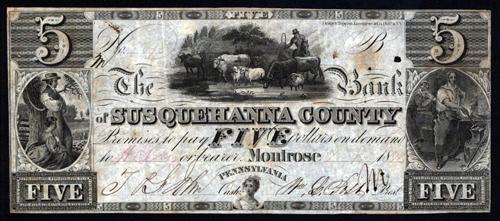 FIVE
5 5
No. B
The Bank
of SUSQUEHANNA COUNTY
Promises to pay FIVE Dollars on demand
to or bearer. Montrose 18
PENNSYLVANIA
Cash. Prest.
FIVE FIVE